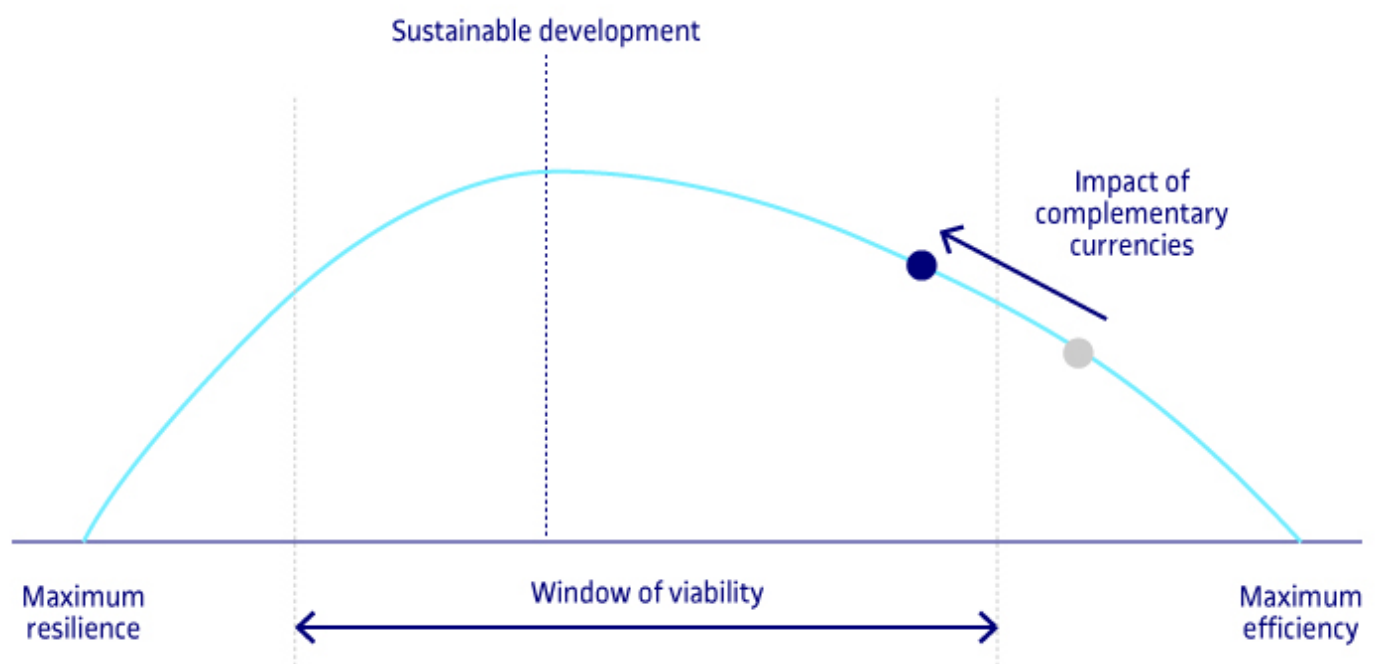 Sustainable development
Impact of
complementary
currencies
Window of viability
Maximum
resilience
Maximum
efficiency